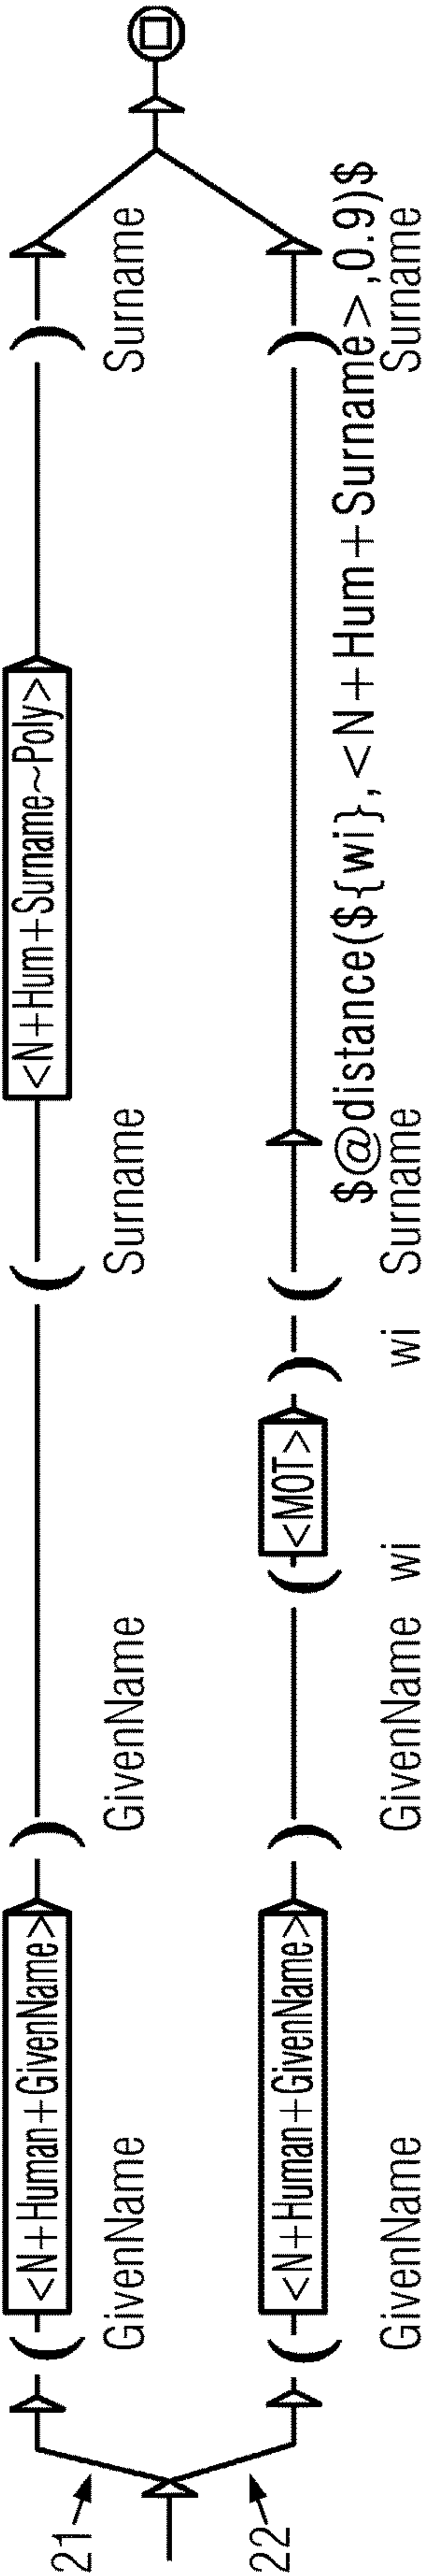 21
<N+Human+GivenName>
<N+Hum+Surname~Poly>
GivenName GivenName Surname Surname
22
<N+Human+GivenName>
<MOT>
$@distance(${wi},<N+Hum+Surname>,0.9)$
GivenName GivenName wi wi Surname Surname